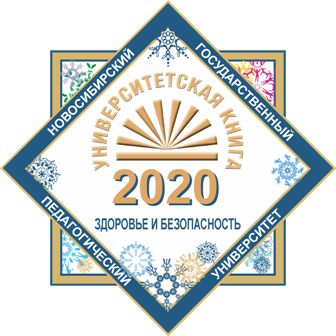 НОВОСИБИРСКИЙ
ГОСУДАРСТВЕННЫЙ
ПЕДАГОГИЧЕСКИЙ
УНИВЕРСИТЕТ
УНИВЕРСИТЕТСКАЯ КНИГА
2020
ЗДОРОВЬЕ И БЕЗОПАСНОСТЬ